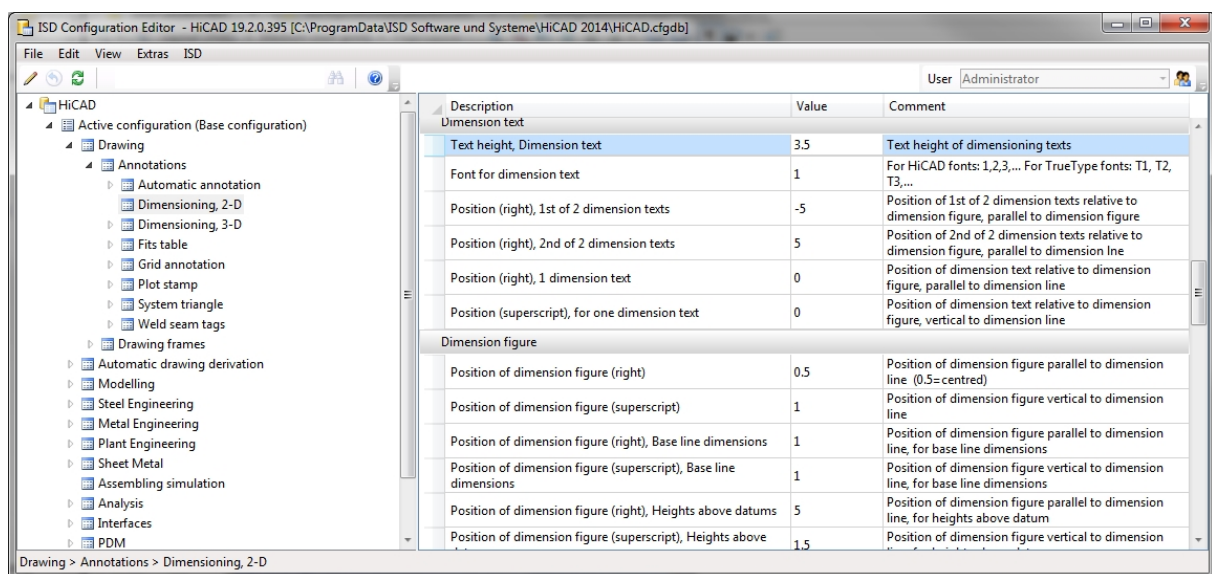 ISD Configuration Editor - HiCAD 19.2.0.395 [C:\ProgramData\ISD Software und Systeme\HiCAD 2014\HiCAD.cfgdb]
File Edit View Extras ISD
User Administrator
HiCAD
Active configuration (Base configuration)
Drawing
Annotations
Automatic annotation
Dimensioning, 2-D
Dimensioning, 3-D
Fits table
Grid annotation
Plot stamp
System triangle
Weld seam tags
Drawing frames
Automatic drawing derivation
Modelling
Steel Engineering
Metal Engineering
Plant Engineering
Sheet Metal
Assembling simulation
Analysis
Interfaces
PDM
Description Value Comment
Dimension text
Text height, Dimension text 3.5 Text height of dimensioning texts
Font for dimension text 1 For HiCAD fonts: 1,2,3,... For TrueType fonts: T1, T2,
T3,...
Position (right), 1st of 2 dimension texts -5 Position of 1st of 2 dimension texts relative to
dimension figure, parallel to dimension figure
Position (right), 2nd of 2 dimension texts 5 Position of 2nd of 2 dimension texts relative to
dimension figure, parallel to dimension lne
Position (right), 1 dimension text 0 Position of dimension text relative to dimension
figure, parallel to dimension line
Position (superscript), for one dimension text 0 Position of dimension text relative to dimension
figure, vertical to dimension line
Dimension figure
Position of dimension figure (right) 0.5 Position of dimension figure parallel to dimension
line (0.5=centred)
Position of dimension figure (superscript) 1 Position of dimension figure vertical to dimension
line
Position of dimension figure (right), Base line dimensions 1 Position of dimension figure parallel to dimension
line, for base line dimensions
Position of dimension figure (superscript), Base line
dimensions 1 Position of dimension figure vertical to dimension
line, for base line dimensions
Position of dimension figure (right), Heights above datums 5 Position of dimension figure parallel to dimension
line, for heights above datum
Position of dimension figure (superscript), Heights above
1.5 Position of dimension figure vertical to dimension
Drawing > Annotations > Dimensioning, 2-D